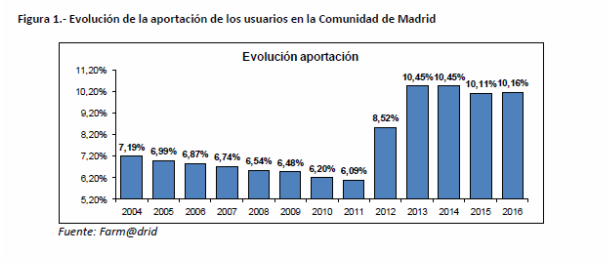 Figura 1.- Evolución de la aportación de los usuarios en la Comunidad de Madrid
Evolución aportación
11,20%
10,20%
9,20%
8,20%
7,20%
6,20%
5,20%
7,19% 6,99% 6,87% 6,74% 6,54% 6,48% 6,20% 6,09% 8,52% 10,45% 10,45% 10,11% 10,16%
2004 2005 2006 2007 2008 2009 2010 2011 2012 2013 2014 2015 2016
Fuente: Farm@drid